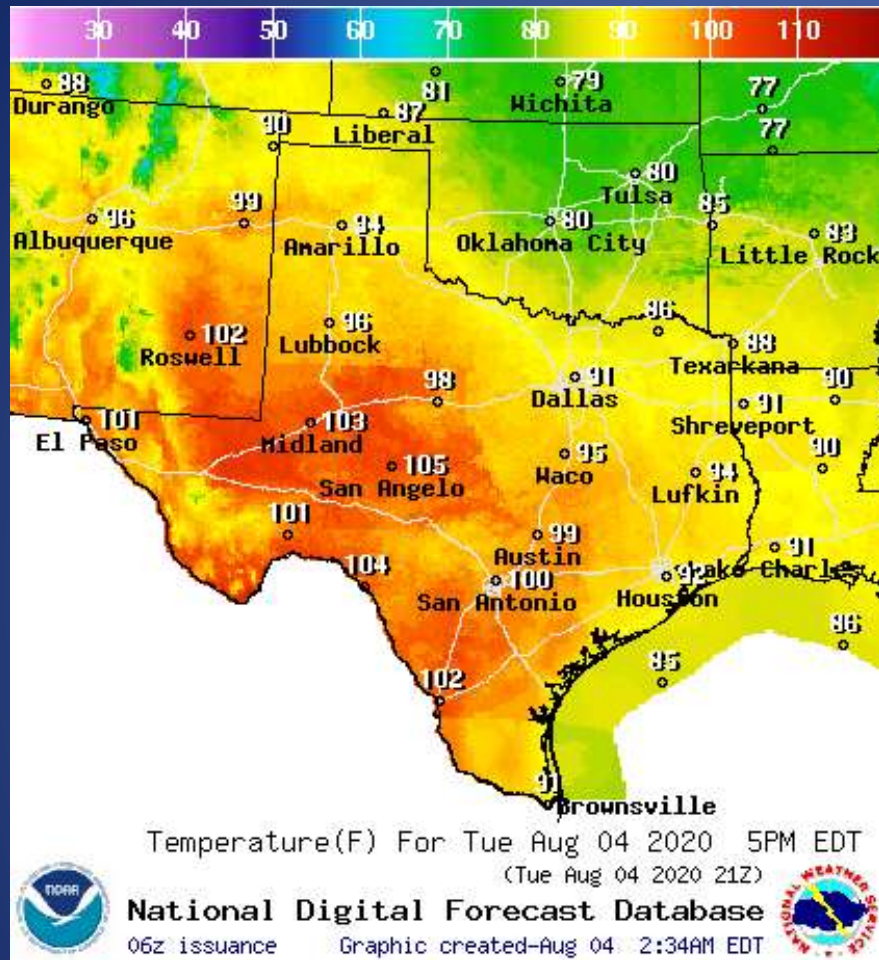 30 40 50 60 70 80 90 100 110
88
Durango
81
79
Wichita
77
87
Liberal
90
77
80
Tulsa
96
Albuquerque
99
94
Amarillo
80
Oklahoma City
85
83
Little Rock
102
Roswell
96
Lubbock
86
88
Texarkana
98
91
Dallas
91
Shreveport
90
101
El Paso
103
Midland
105
San Angelo
95
Waco
94
Lufkin
90
101
99
Austin
91
Lake Charles
104
100
San Antonio
92
Houston
86
85
102
91
Brownsville
Temperature(F) For Tue Aug 04 2020 5PM EDT
(Tue Aug 04 2020 21Z)
NOAA
National Digital Forecast Database
NATIONAL WEATHER SERVICE
06z issuance Graphic created-Aug 04 2:34AM EDT